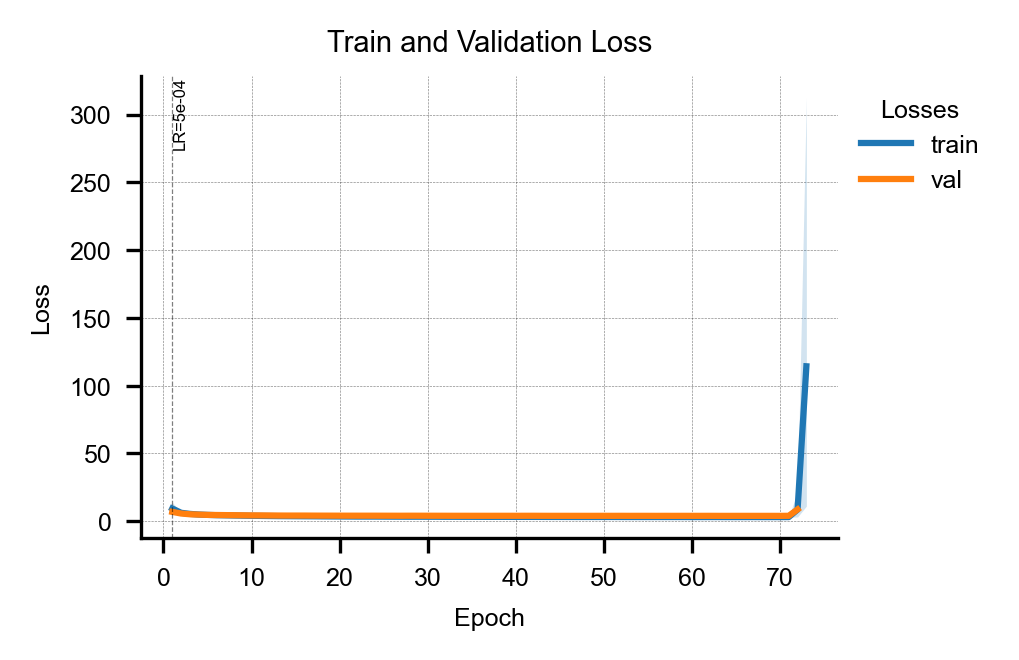 Train and Validation Loss
LR=5e-04
Losses
train
val
300
250
200
150
100
50
0
Loss
0 10 20 30 40 50 60 70
Epoch